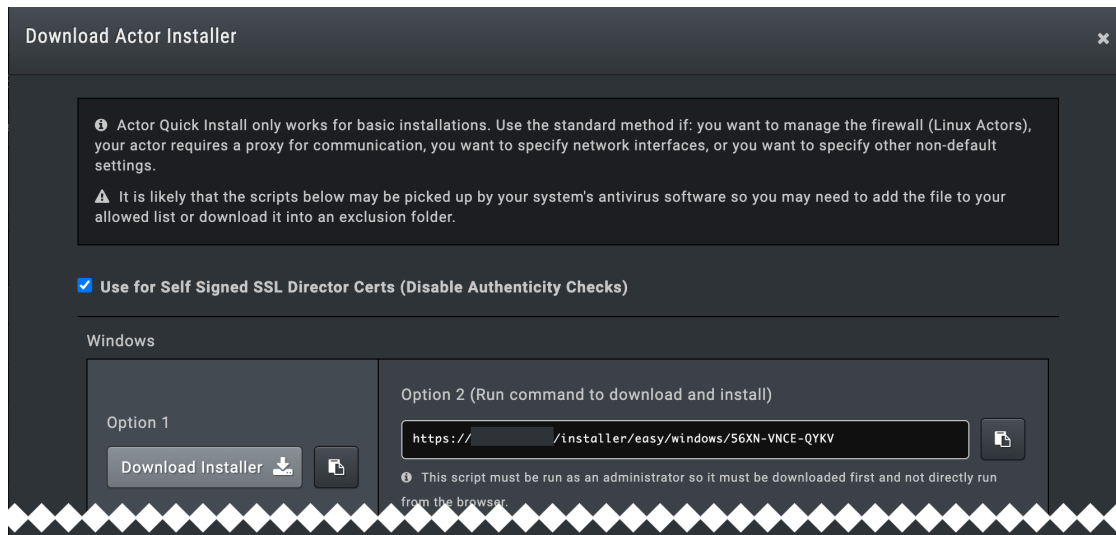 Download Actor Installer
Actor Quick Install only works for basic installations. Use the standard method if: you want to manage the firewall (Linux Actors),
your actor requires a proxy for communication, you want to specify network interfaces, or you want to specify other non-default
settings.
It is likely that the scripts below may be picked up by your system's antivirus software so you may need to add the file to your
allowed list or download it into an exclusion folder.
Use for Self Signed SSL Director Certs (Disable Authenticity Checks)
Windows
Option 1
Download Installer
Option 2 (Run command to download and install)
https:// /installer/easy/windows/56XN-VNCE-QYKV
This script must be run as an administrator so it must be downloaded first and not directly run
from the browser.